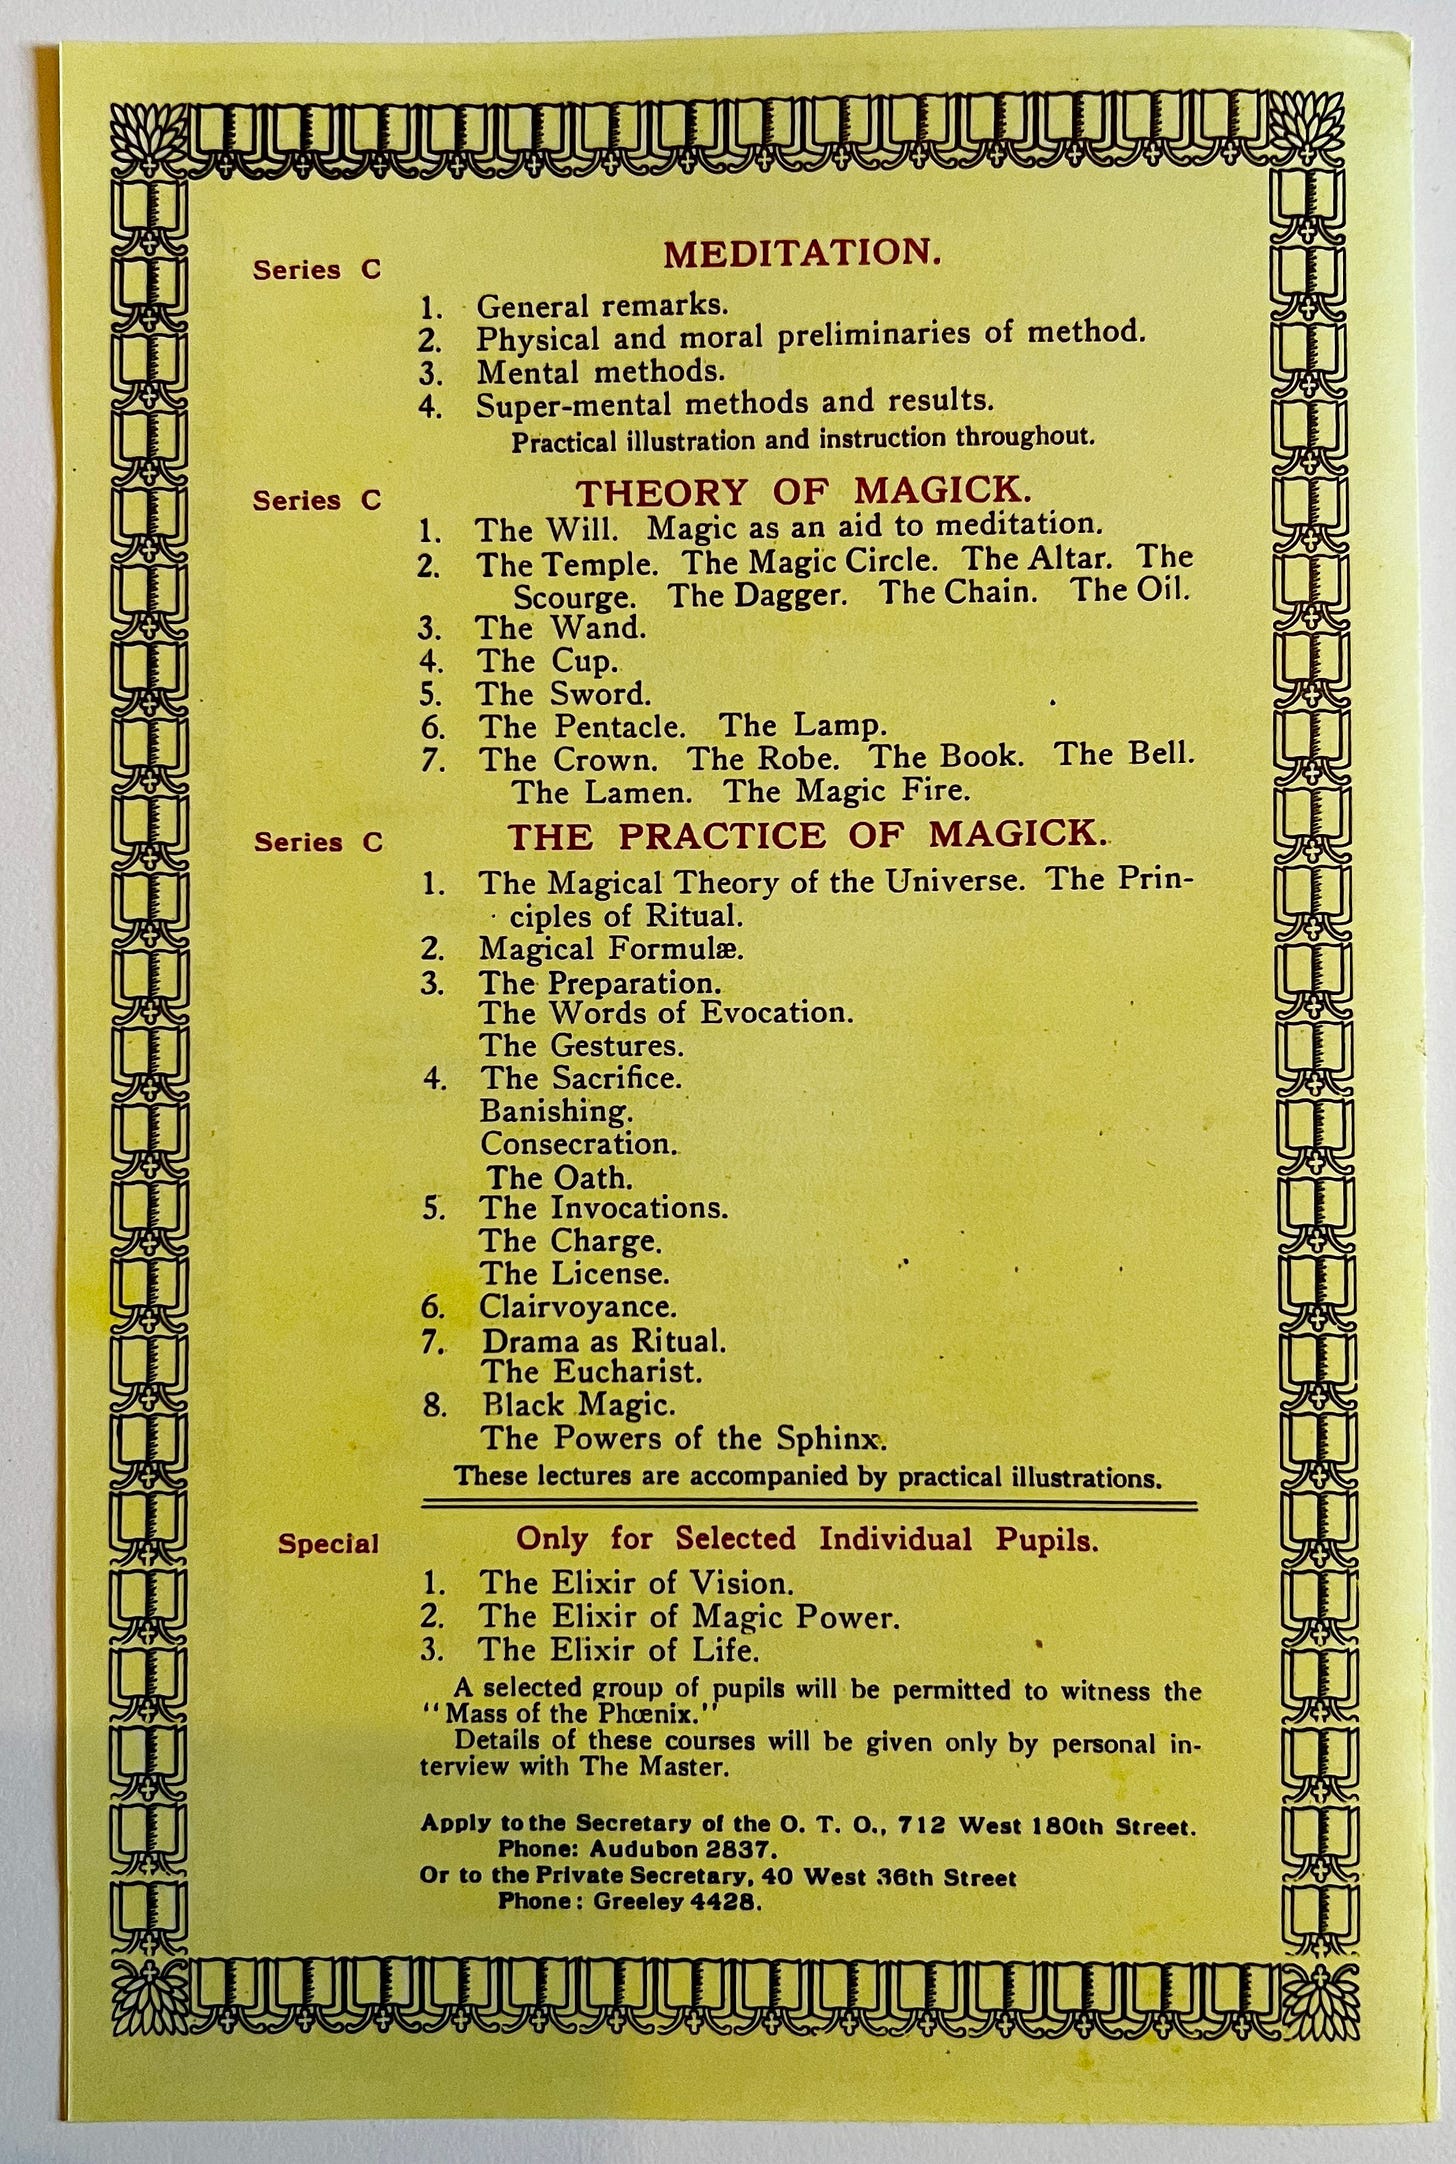 MEDITATION.
Series C
1. General remarks.
2. Physical and moral preliminaries of method.
3. Mental methods.
4. Super-mental methods and results.
Practical illustration and instruction throughout.
Series C THEORY OF MAGICK.
1. The Will. Magic as an aid to meditation.
2. The Temple. The Magic Circle. The Altar. The
Scourge. The Dagger. The Chain. The Oil.
3. The Wand.
4. The Cup.
5. The Sword.
6. The Pentacle. The Lamp.
7. The Crown. The Robe. The Book. The Bell.
The Lamen. The Magic Fire.
Series C THE PRACTICE OF MAGICK.
1. The Magical Theory of the Universe. The Prin-
ciples of Ritual.
2. Magical Formulæ.
3. The Preparation.
The Words of Evocation.
The Gestures.
4. The Sacrifice.
Banishing.
Consecration.
The Oath.
5. The Invocations.
The Charge.
The License.
6. Clairvoyance.
7. Drama as Ritual.
The Eucharist.
8. Black Magic.
The Powers of the Sphinx.
These lectures are accompanied by practical illustrations.
Special Only for Selected Individual Pupils.
1. The Elixir of Vision.
2. The Elixir of Magic Power.
3. The Elixir of Life.
A selected group of pupils will be permitted to witness the
"Mass of the Phœnix."
Details of these courses will be given only by personal in-
terview with The Master.
Apply to the Secretary of the O. T. O., 712 West 180th Street.
Phone: Audubon 2837.
Or to the Private Secretary, 40 West 36th Street
Phone: Greeley 4428.